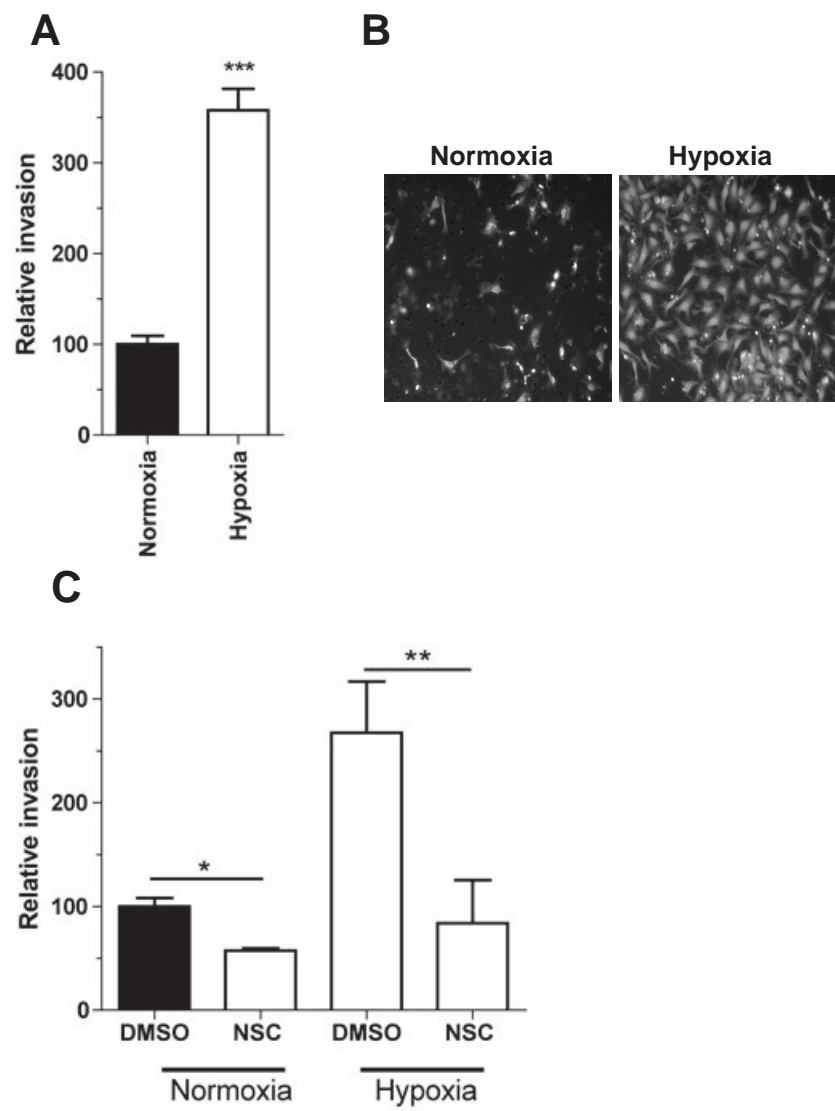 A
B
400
300
200
100
0
Relative invasion
***
Normoxia
Hypoxia
Normoxia
Hypoxia
C
300
200
100
0
Relative invasion
*
**
DMSO
NSC
DMSO
NSC
Normoxia
Hypoxia